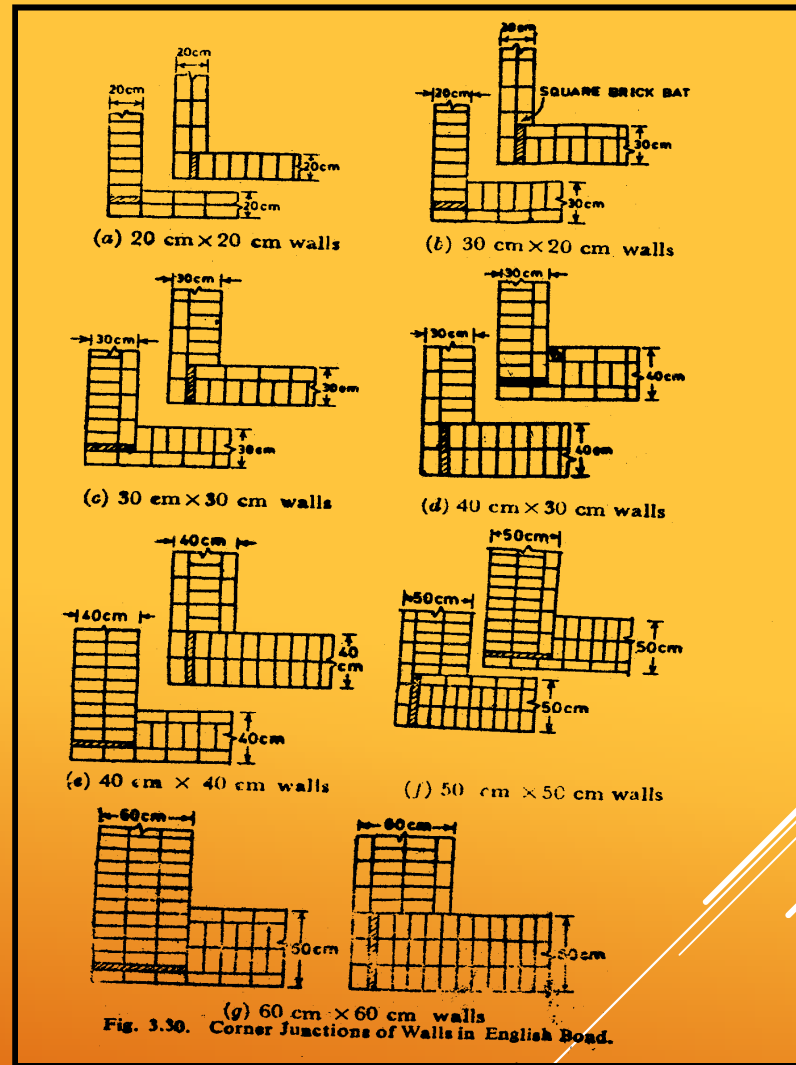 20cm
20cm
20cm
20cm
(a) 20 cm × 20 cm walls
20cm
20cm
SQUARE BRICK BAT
30cm
30cm
(b) 30 cm × 20 cm walls
30cm
30cm
30cm
30cm
(c) 30 cm × 30 cm walls
30cm
30cm
40cm
40cm
(d) 40 cm × 30 cm walls
40cm
40cm
40
cm
40cm
(e) 40 cm × 40 cm walls
50cm
50cm
50cm
50cm
(f) 50 cm × 50 cm walls
60cm
60cm
(g) 60 cm × 60 cm walls
Fig. 3.30. Corner Junctions of Walls in English Bond.